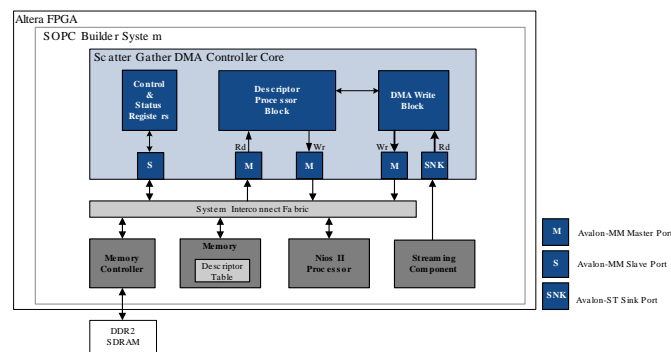 Altera FPGA
SOPC Builder System
Scatter Gather DMA Controller Core
Control
&
Status
Registers
Descriptor
Processor
Block
DMA Write
Block
Rd
Wr
Wr
Rd
S
M
M
M
SNK
System Interconnect Fabric
Memory
Controller
Memory
Descriptor
Table
Nios II
Processor
Streaming
Component
DDR2
SDRAM
M
Avalon-MM Master Port
S
Avalon-MM Slave Port
SNK
Avalon-ST Sink Port